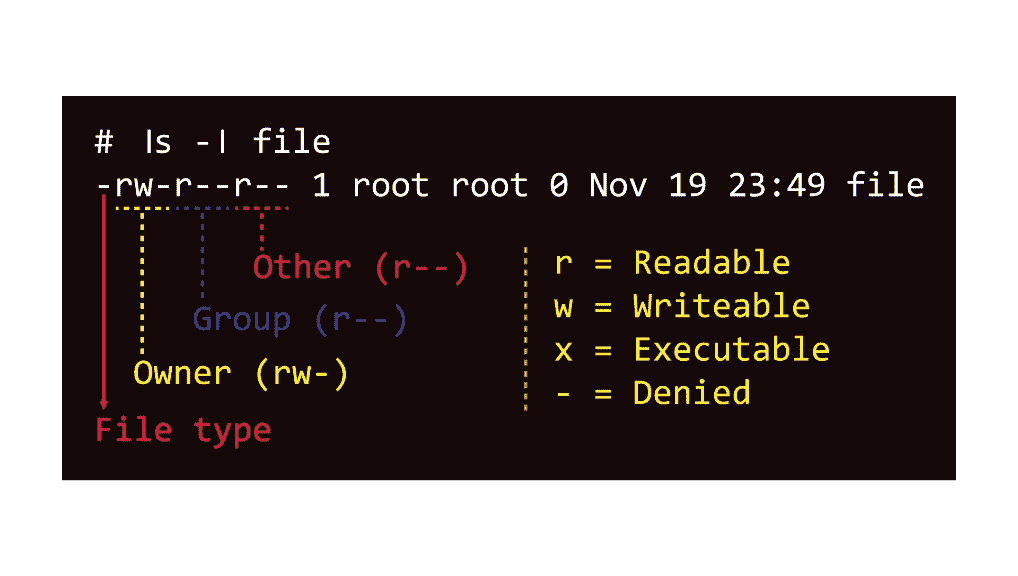 # ls -l file
-rw-r--r-- 1 root root 0 Nov 19 23:49 file
Other (r--)
Group (r--)
Owner (rw-)
File type
r = Readable
w = Writeable
x = Executable
- = Denied